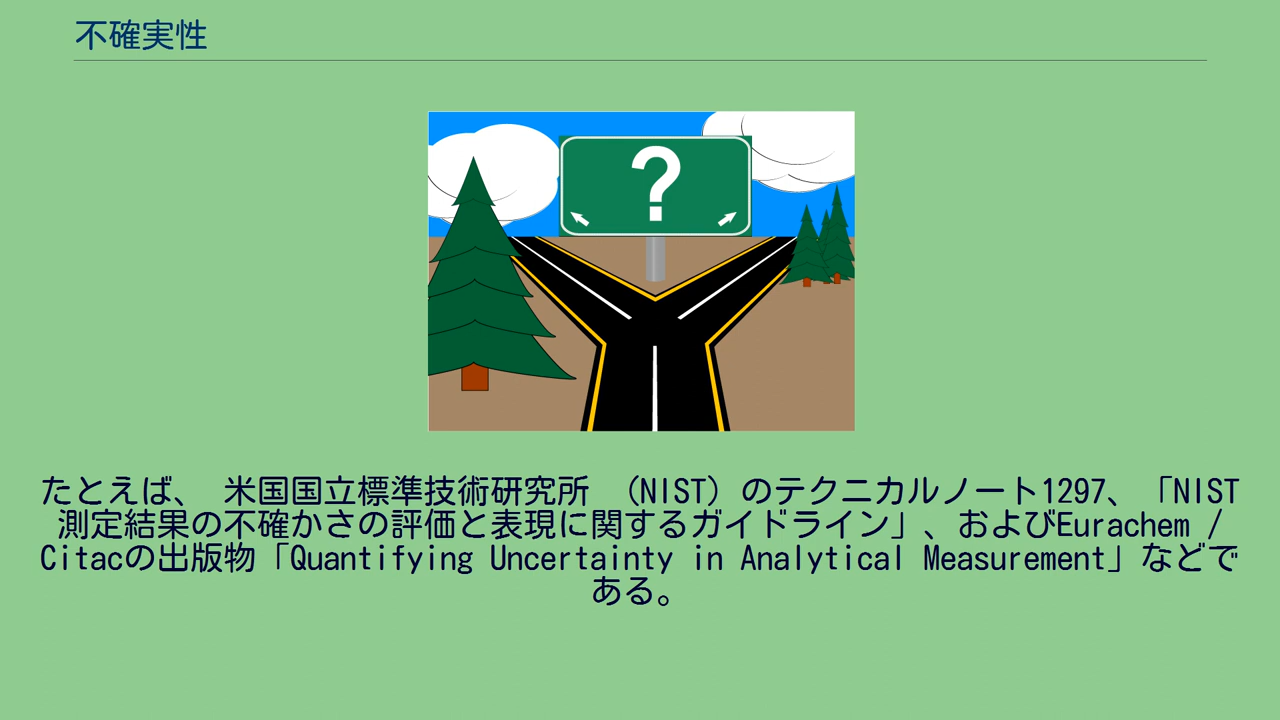 不確実性
?
たとえば、 米国国立標準技術研究所 （NIST）のテクニカルノート1297、「NIST
測定結果の不確かさの評価と表現に関するガイドライン」、およびEurachem /
Citacの出版物「Quantifying Uncertainty in Analytical Measurement」などで
ある。